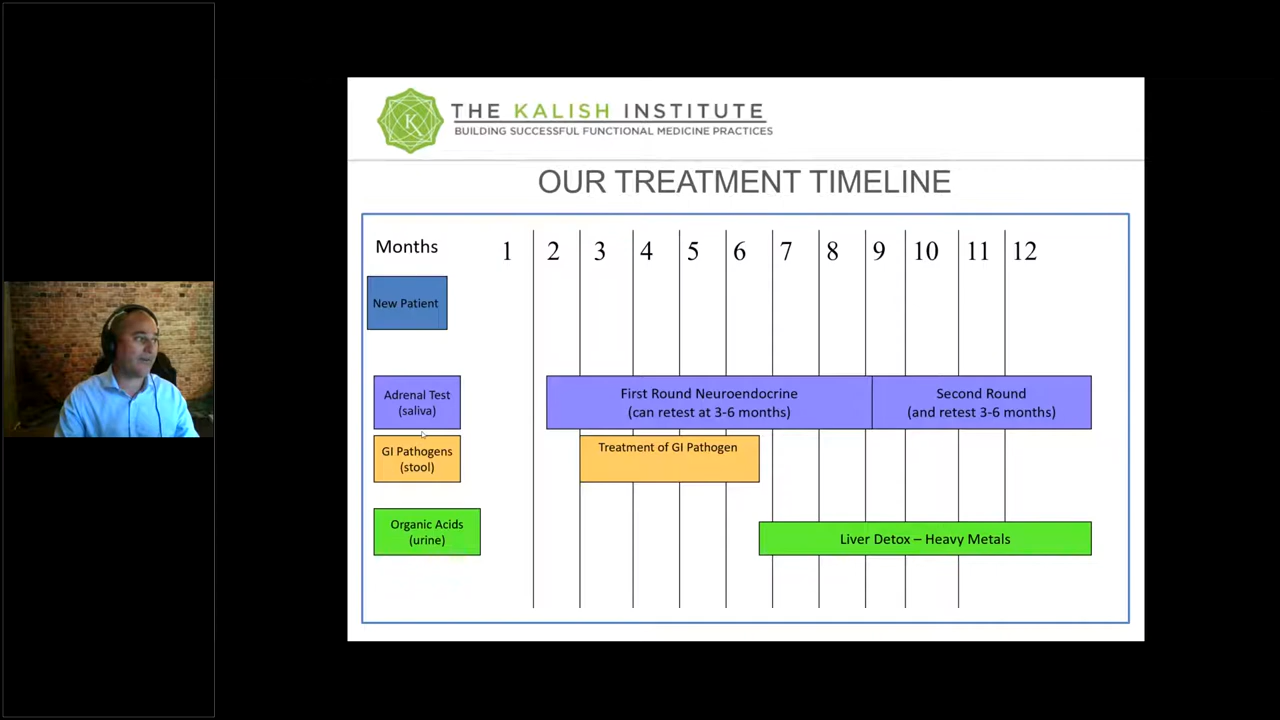 THE KALISH INSTITUTE
BUILDING SUCCESSFUL FUNCTIONAL MEDICINE PRACTICES
OUR TREATMENT TIMELINE
Months 1 2 3 4 5 6 7 8 9 10 11 12
New Patient
Adrenal Test
(saliva)
First Round Neuroendocrine
(can retest at 3-6 months)
Second Round
(and retest 3-6 months)
GI Pathogens
(stool)
Treatment of GI Pathogen
Organic Acids
(urine)
Liver Detox – Heavy Metals